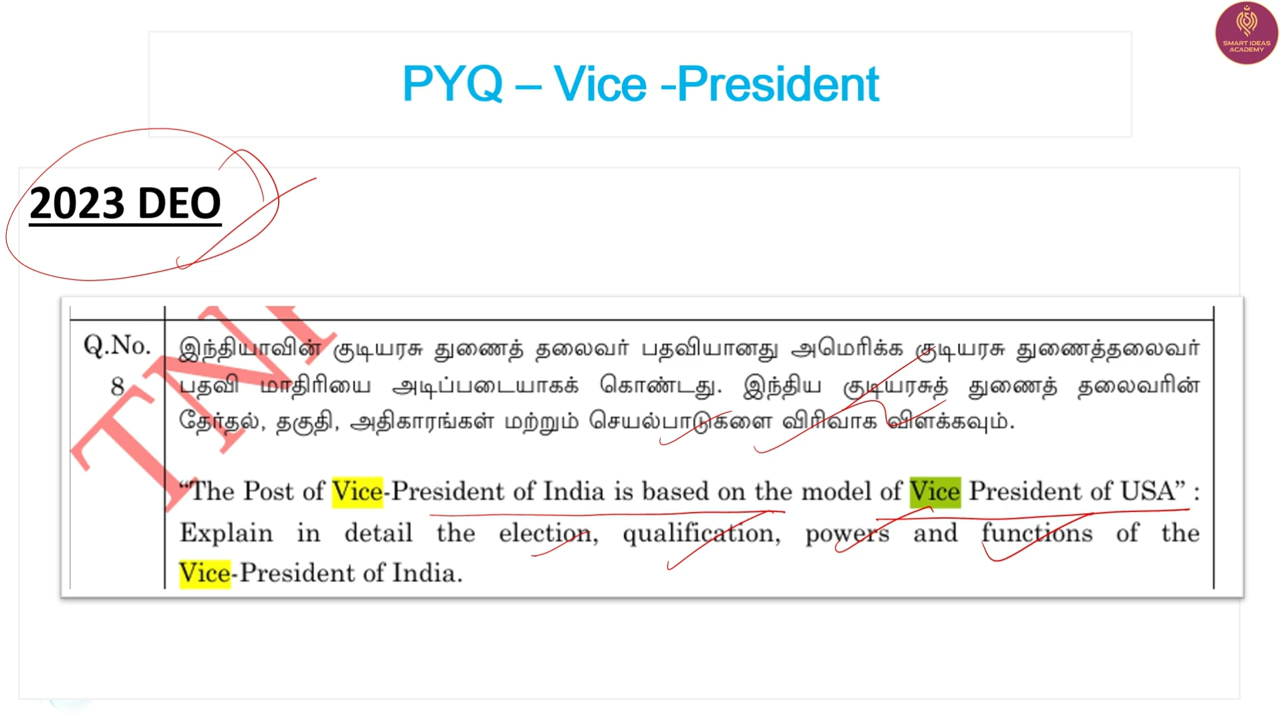 SMART IDEAS
ACADEMY
PYQ – Vice -President
2023 DEO
Q.No.
8
இந்தியாவின் குடியரசு துணைத் தலைவர் பதவியானது அமெரிக்க குடியரசு துணைத்தலைவர்
பதவி மாதிரியை அடிப்படையாகக் கொண்டது. இந்திய குடியரசுத் துணைத் தலைவரின்
தேர்தல், தகுதி, அதிகாரங்கள் மற்றும் செயல்பாடுகளை விரிவாக விளக்கவும்.
“The Post of Vice-President of India is based on the model of Vice President of USA” :
Explain in detail the election, qualification, powers and functions of the
Vice-President of India.